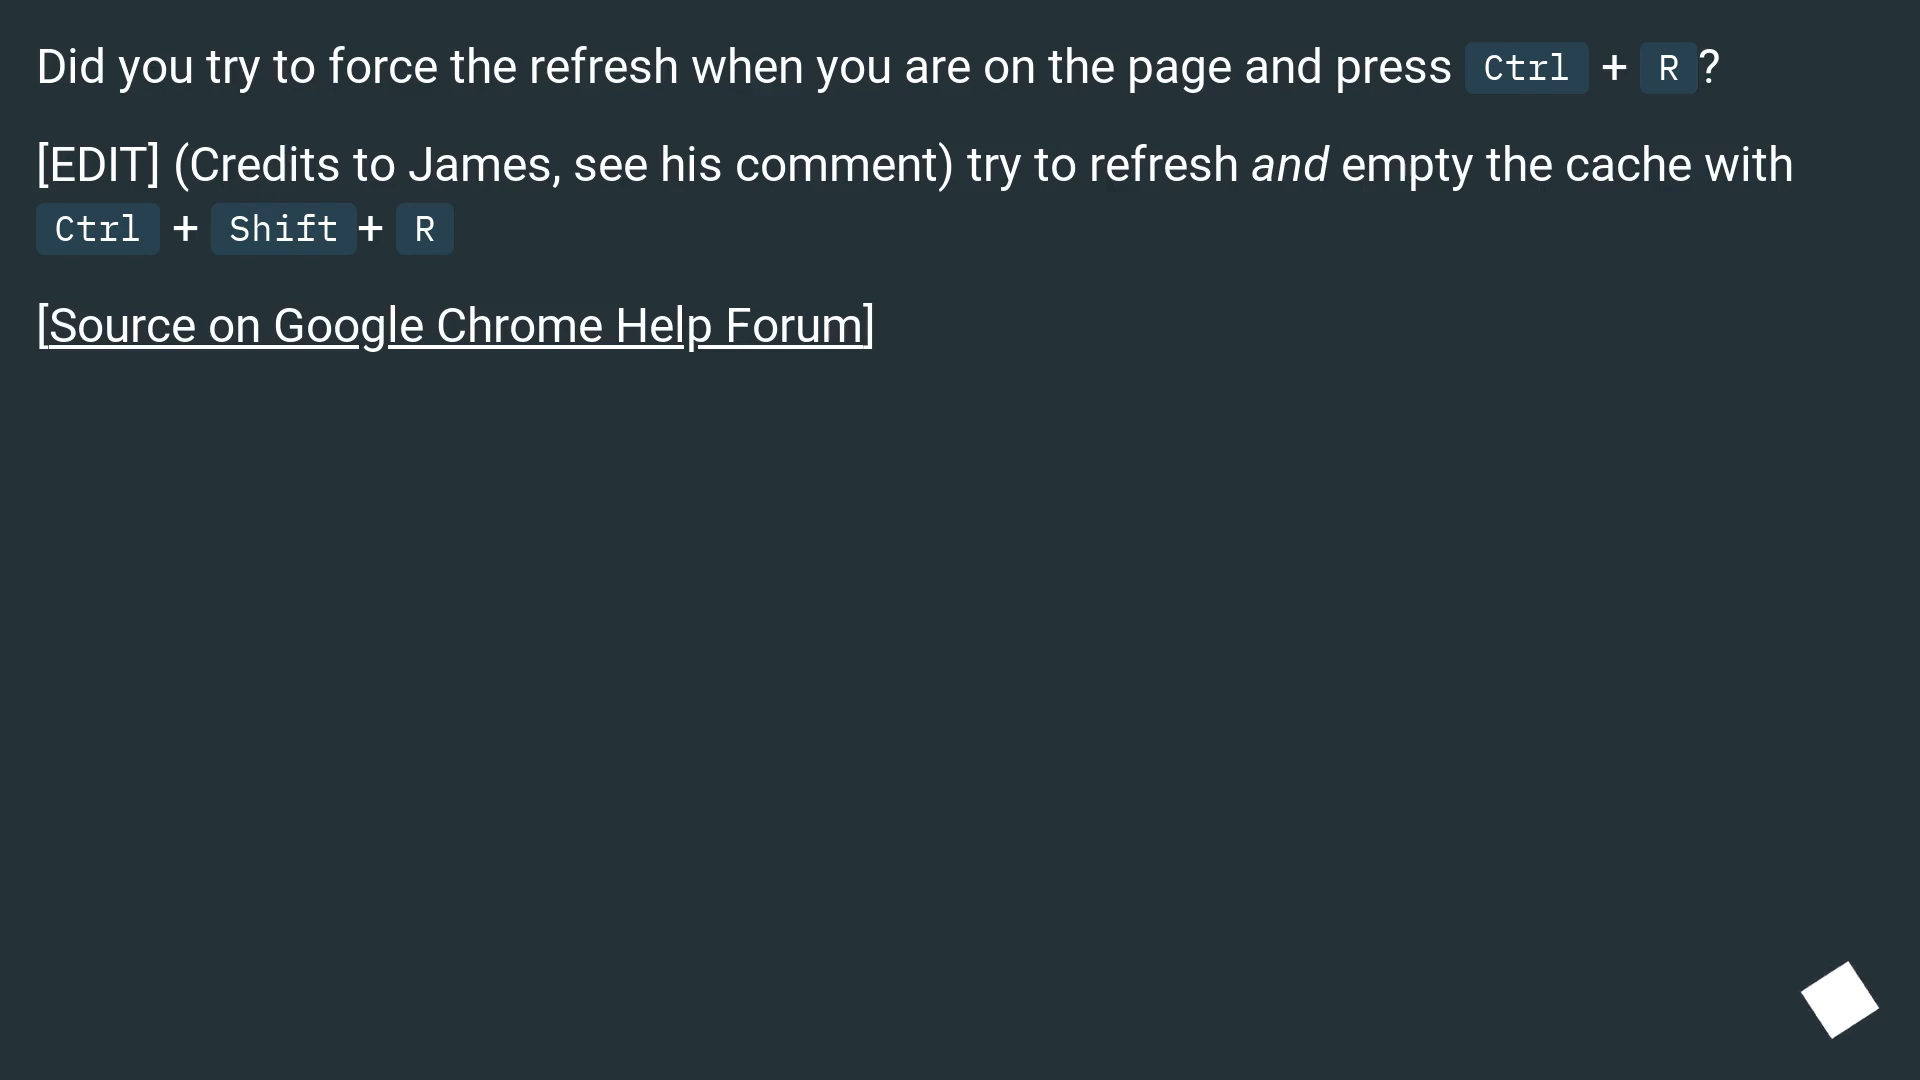 Did you try to force the refresh when you are on the page and press Ctrl + R?
[EDIT] (Credits to James, see his comment) try to refresh and empty the cache with
Ctrl + Shift+ R
[Source on Google Chrome Help Forum]